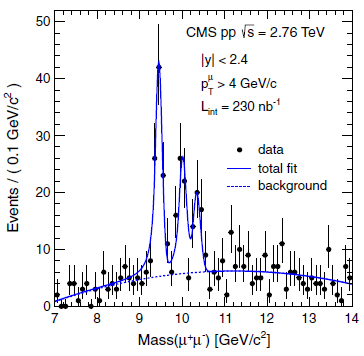 CMS pp √s = 2.76 TeV
|y| < 2.4
p_T^μ > 4 GeV/c
L_int = 230 nb⁻¹
data
total fit
background
Events / ( 0.1 GeV/c² )
50
40
30
20
10
0
7 8 9 10 11 12 13 14
Mass(μ⁺μ⁻) [GeV/c²]